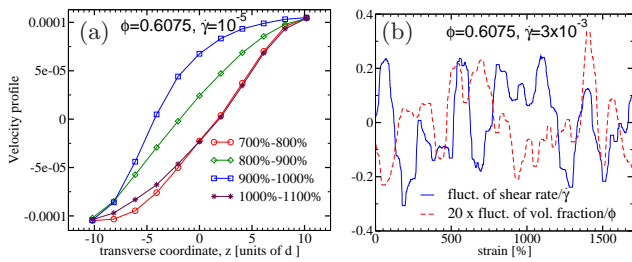 (a)
ϕ=0.6075, γ̇=10⁻⁵
Velocity profile
0.0001
5e-05
0
-5e-05
-0.0001
700%-800%
800%-900%
900%-1000%
1000%-1100%
-10
-5
0
5
10
transverse coordinate, z [units of d ]
(b)
ϕ=0.6075, γ̇=3x10⁻³
0.4
0.2
0
-0.2
-0.4
fluct. of shear rate/γ̇
20 x fluct. of vol. fraction/ϕ
0
500
1000
1500
strain [%]